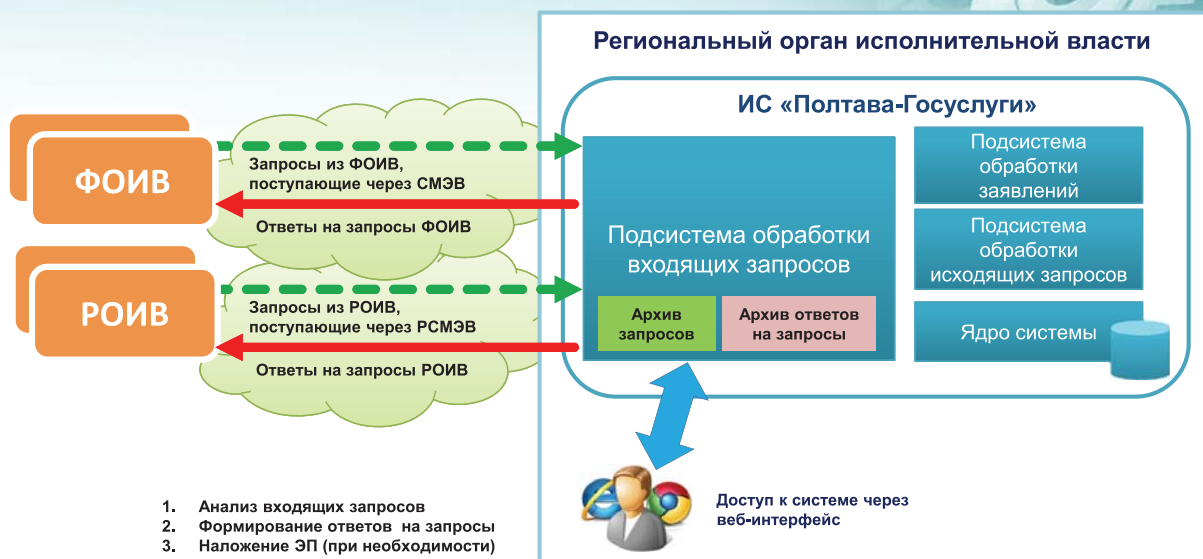 Региональный орган исполнительной власти
ИС «Полтава-Госуслуги»
ФОИВ
Запросы из ФОИВ,
поступающие через СМЭВ
Ответы на запросы ФОИВ
РОИВ
Запросы из РОИВ,
поступающие через РСМЭВ
Ответы на запросы РОИВ
Подсистема обработки
входящих запросов
Архив
запросов
Архив ответов
на запросы
Подсистема
обработки
заявлений
Подсистема
обработки
исходящих запросов
Ядро системы
Доступ к системе через
веб-интерфейс
1. Анализ входящих запросов
2. Формирование ответов на запросы
3. Наложение ЭП (при необходимости)